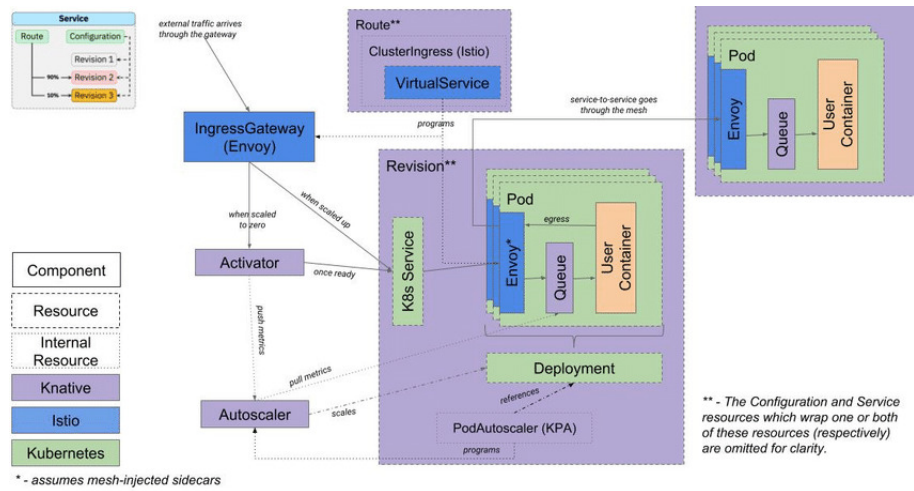 Service
Route
Configuration
Revision 1
90%
Revision 2
10%
Revision 3
external traffic arrives
through the gateway
Route**
ClusterIngress (Istio)
VirtualService
programs
IngressGateway
(Envoy)
service-to-service goes
through the mesh
Pod
Envoy
Queue
User
Container
Revision**
when scaled up
when scaled
to zero
Activator
once ready
K8s Service
Pod
egress
Envoy*
Queue
User
Container
push metrics
pull metrics
Deployment
references
Autoscaler
scales
PodAutoscaler (KPA)
programs
Component
Resource
Internal
Resource
Knative
Istio
Kubernetes
* - assumes mesh-injected sidecars
** - The Configuration and Service
resources which wrap one or both
of these resources (respectively)
are omitted for clarity.